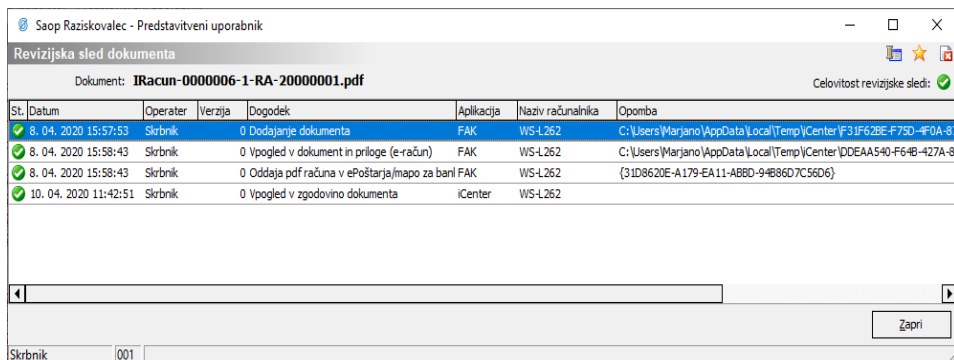 Saop Raziskovalec - Predstavitveni uporabnik
Revizijska sled dokumenta
Dokument: IRacun-0000006-1-RA-20000001.pdf Celovitost revizijske sledi:
St. Datum Operater Verzija Dogodek Aplikacija Naziv računalnika Opomba
8. 04. 2020 15:57:53 Skrbnik 0 Dodajanje dokumenta FAK WS-L262 C:\Users\Marjano\AppData\Local\Temp\iCenter\F31F62BE-F75D-4F0A-87
8. 04. 2020 15:58:43 Skrbnik 0 Vpogled v dokument in priloge (e-račun) FAK WS-L262 C:\Users\Marjano\AppData\Local\Temp\iCenter\DDEAA540-F64B-427A-8
8. 04. 2020 15:58:43 Skrbnik 0 Oddaja pdf računa v ePoštarja/mapo za banl FAK WS-L262 {31D8620E-A179-EA11-ABBD-94B86D7C56D6}
10. 04. 2020 11:42:51 Skrbnik 0 Vpogled v zgodovino dokumenta iCenter WS-L262
Zapri
Skrbnik 001